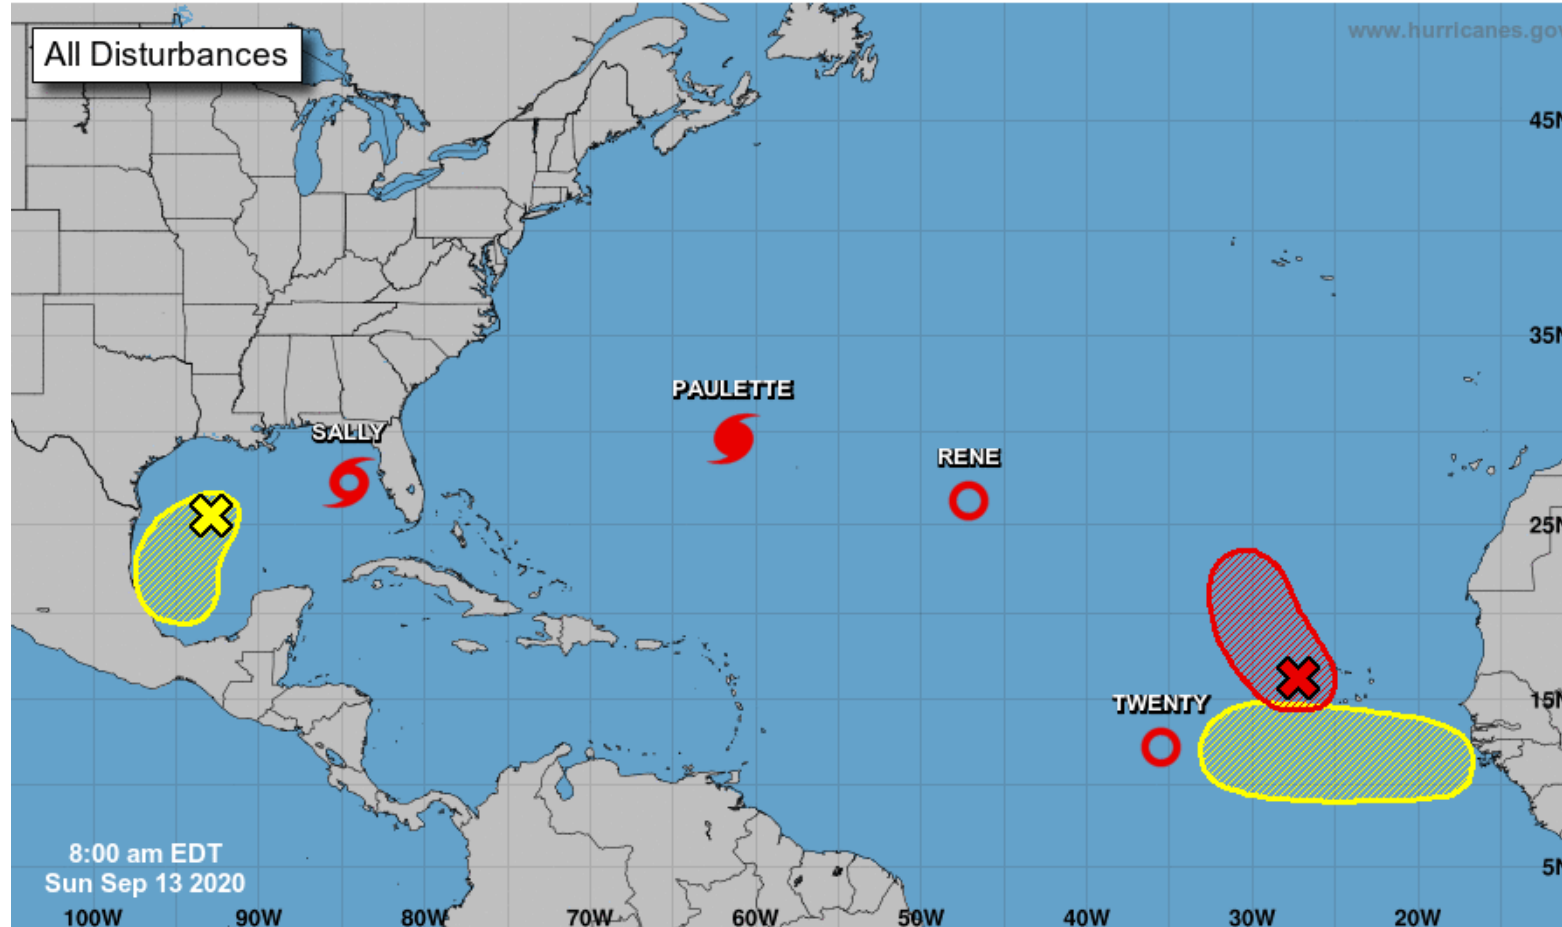 All Disturbances
www.hurricanes.gov
45N
35N
PAULETTE
SALLY
RENE
25N
TWENTY
15N
8:00 am EDT
Sun Sep 13 2020
5N
100W 90W 80W 70W 60W 50W 40W 30W 20W